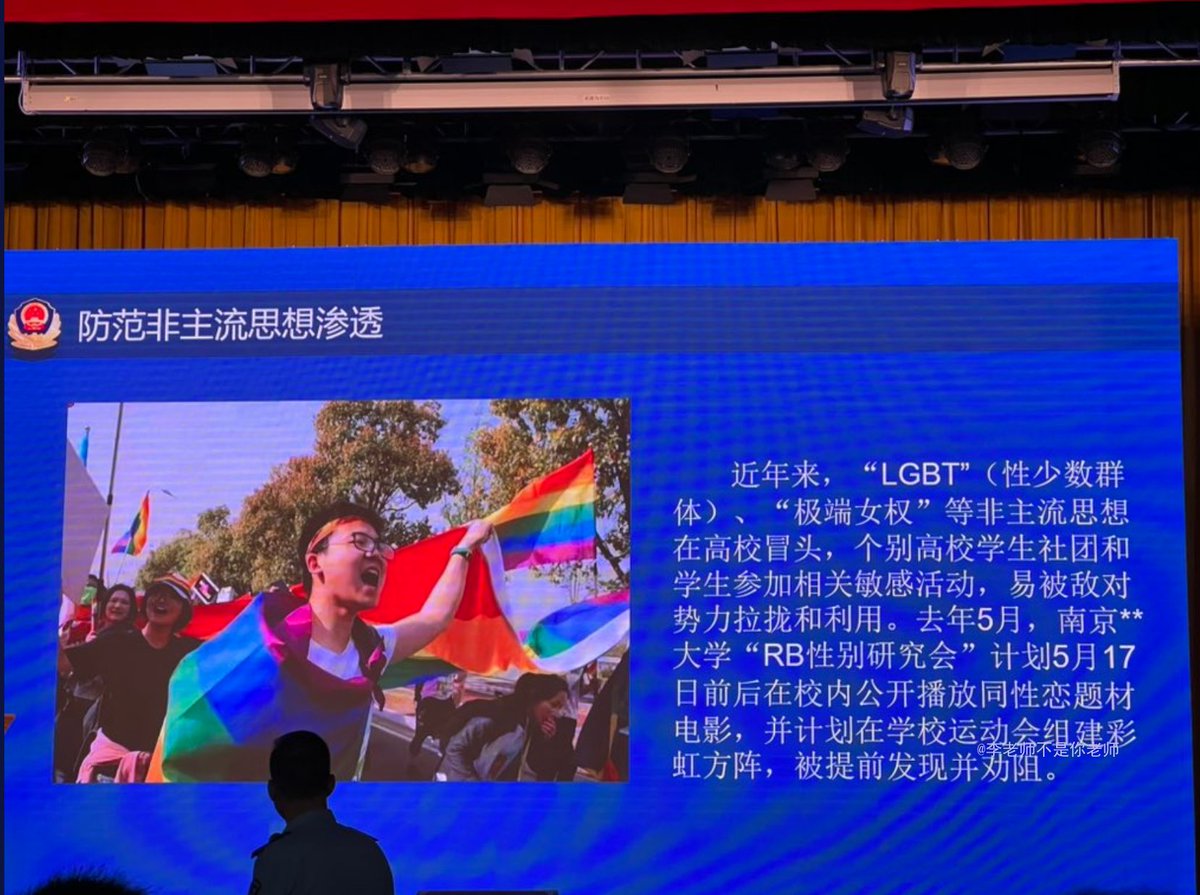 防范非主流思想渗透
近年来，“LGBT”（性少数群
体）、“极端女权”等非主流思想
在高校冒头，个别高校学生社团和
学生参加相关敏感活动，易被敌对
势力拉拢和利用。去年5月，南京**
大学“RB性别研究会”计划5月17
日前后在校内公开播放同性恋题材
电影，并计划在学校运动会组建彩
虹方阵，被提前发现并劝阻。
@李老师不是你老师